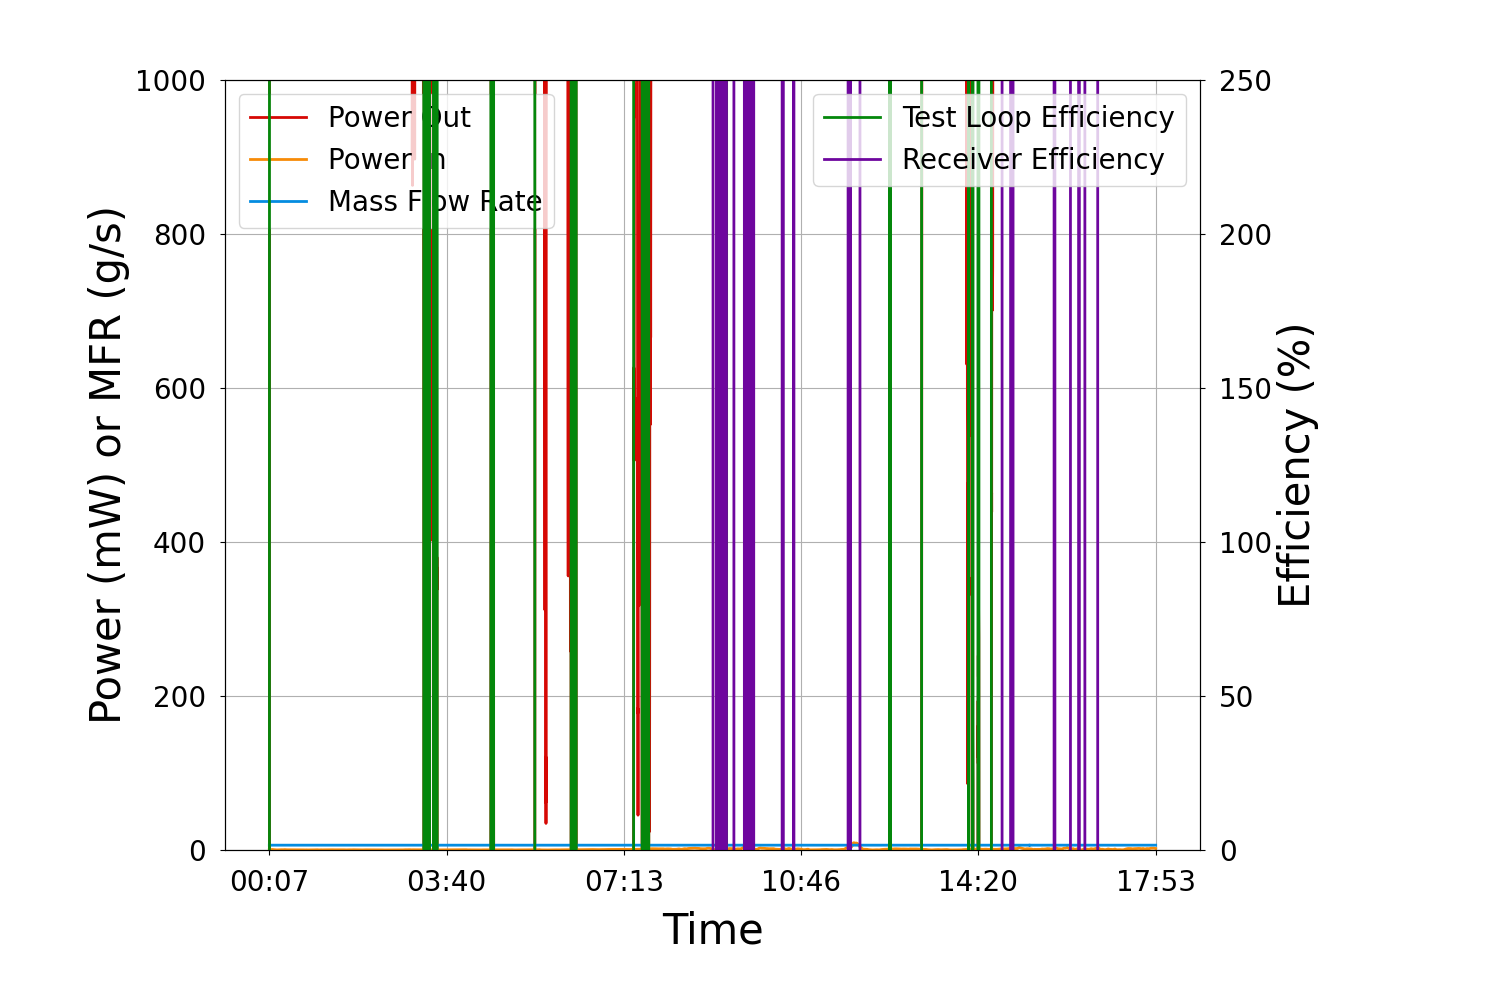 1000
800
600
400
200
0
Power (mW) or MFR (g/s)
Power Out
Power In
Mass Flow Rate
Test Loop Efficiency
Receiver Efficiency
250
200
150
100
50
0
Efficiency (%)
00:07 03:40 07:13 10:46 14:20 17:53
Time